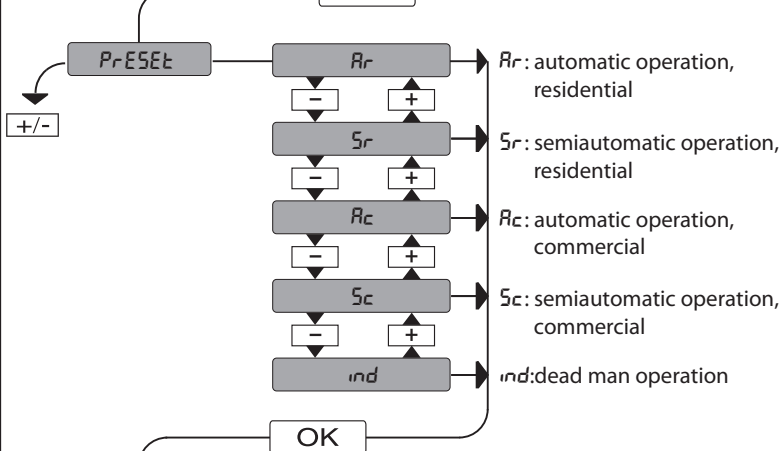 PrESEt
Ar
Ar: automatic operation,
residential
+/-
-
+
Sr
Sr: semiautomatic operation,
residential
-
+
Ac
Ac: automatic operation,
commercial
-
+
Sc
Sc: semiautomatic operation,
commercial
-
+
ind
ind:dead man operation
OK